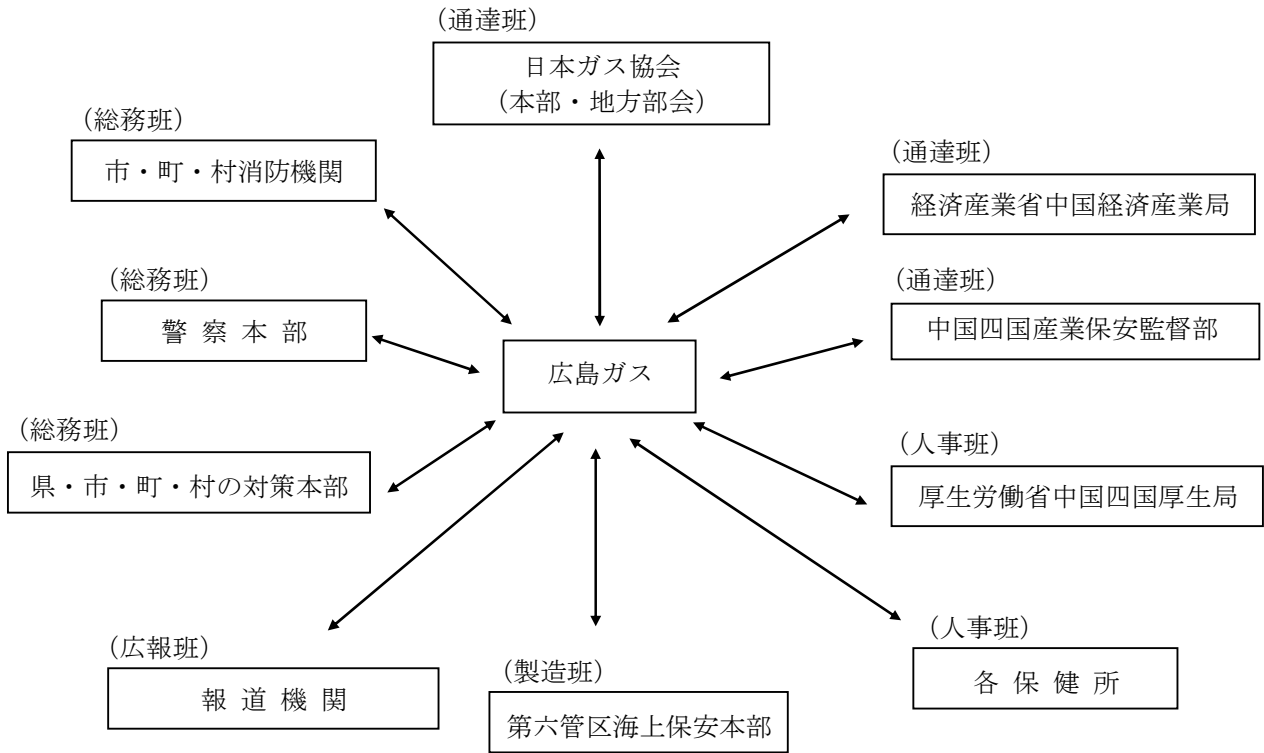 (通達班)
日本ガス協会
(本部・地方部会)
(総務班)
市・町・村消防機関
(通達班)
経済産業省中国経済産業局
(総務班)
警 察 本 部
(通達班)
中国四国産業保安監督部
広島ガス
(総務班)
県・市・町・村の対策本部
(人事班)
厚生労働省中国四国厚生局
(広報班)
報 道 機 関
(製造班)
第六管区海上保安本部
(人事班)
各 保 健 所